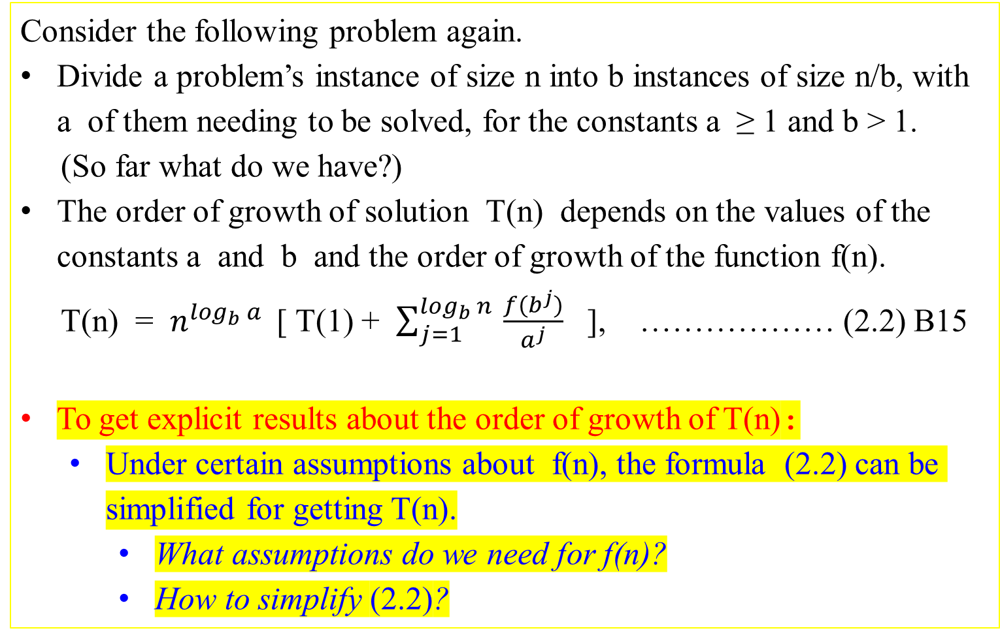 Consider the following problem again.
• Divide a problem’s instance of size n into b instances of size n/b, with
a of them needing to be solved, for the constants a ≥ 1 and b > 1.
(So far what do we have?)
• The order of growth of solution T(n) depends on the values of the
constants a and b and the order of growth of the function f(n).
T(n) = n^{log_b a} [ T(1) + ∑_{j=1}^{log_b n} \frac{f(b^j)}{a^j} ], .................. (2.2) B15
• To get explicit results about the order of growth of T(n):
• Under certain assumptions about f(n), the formula (2.2) can be
simplified for getting T(n).
• What assumptions do we need for f(n)?
• How to simplify (2.2)?